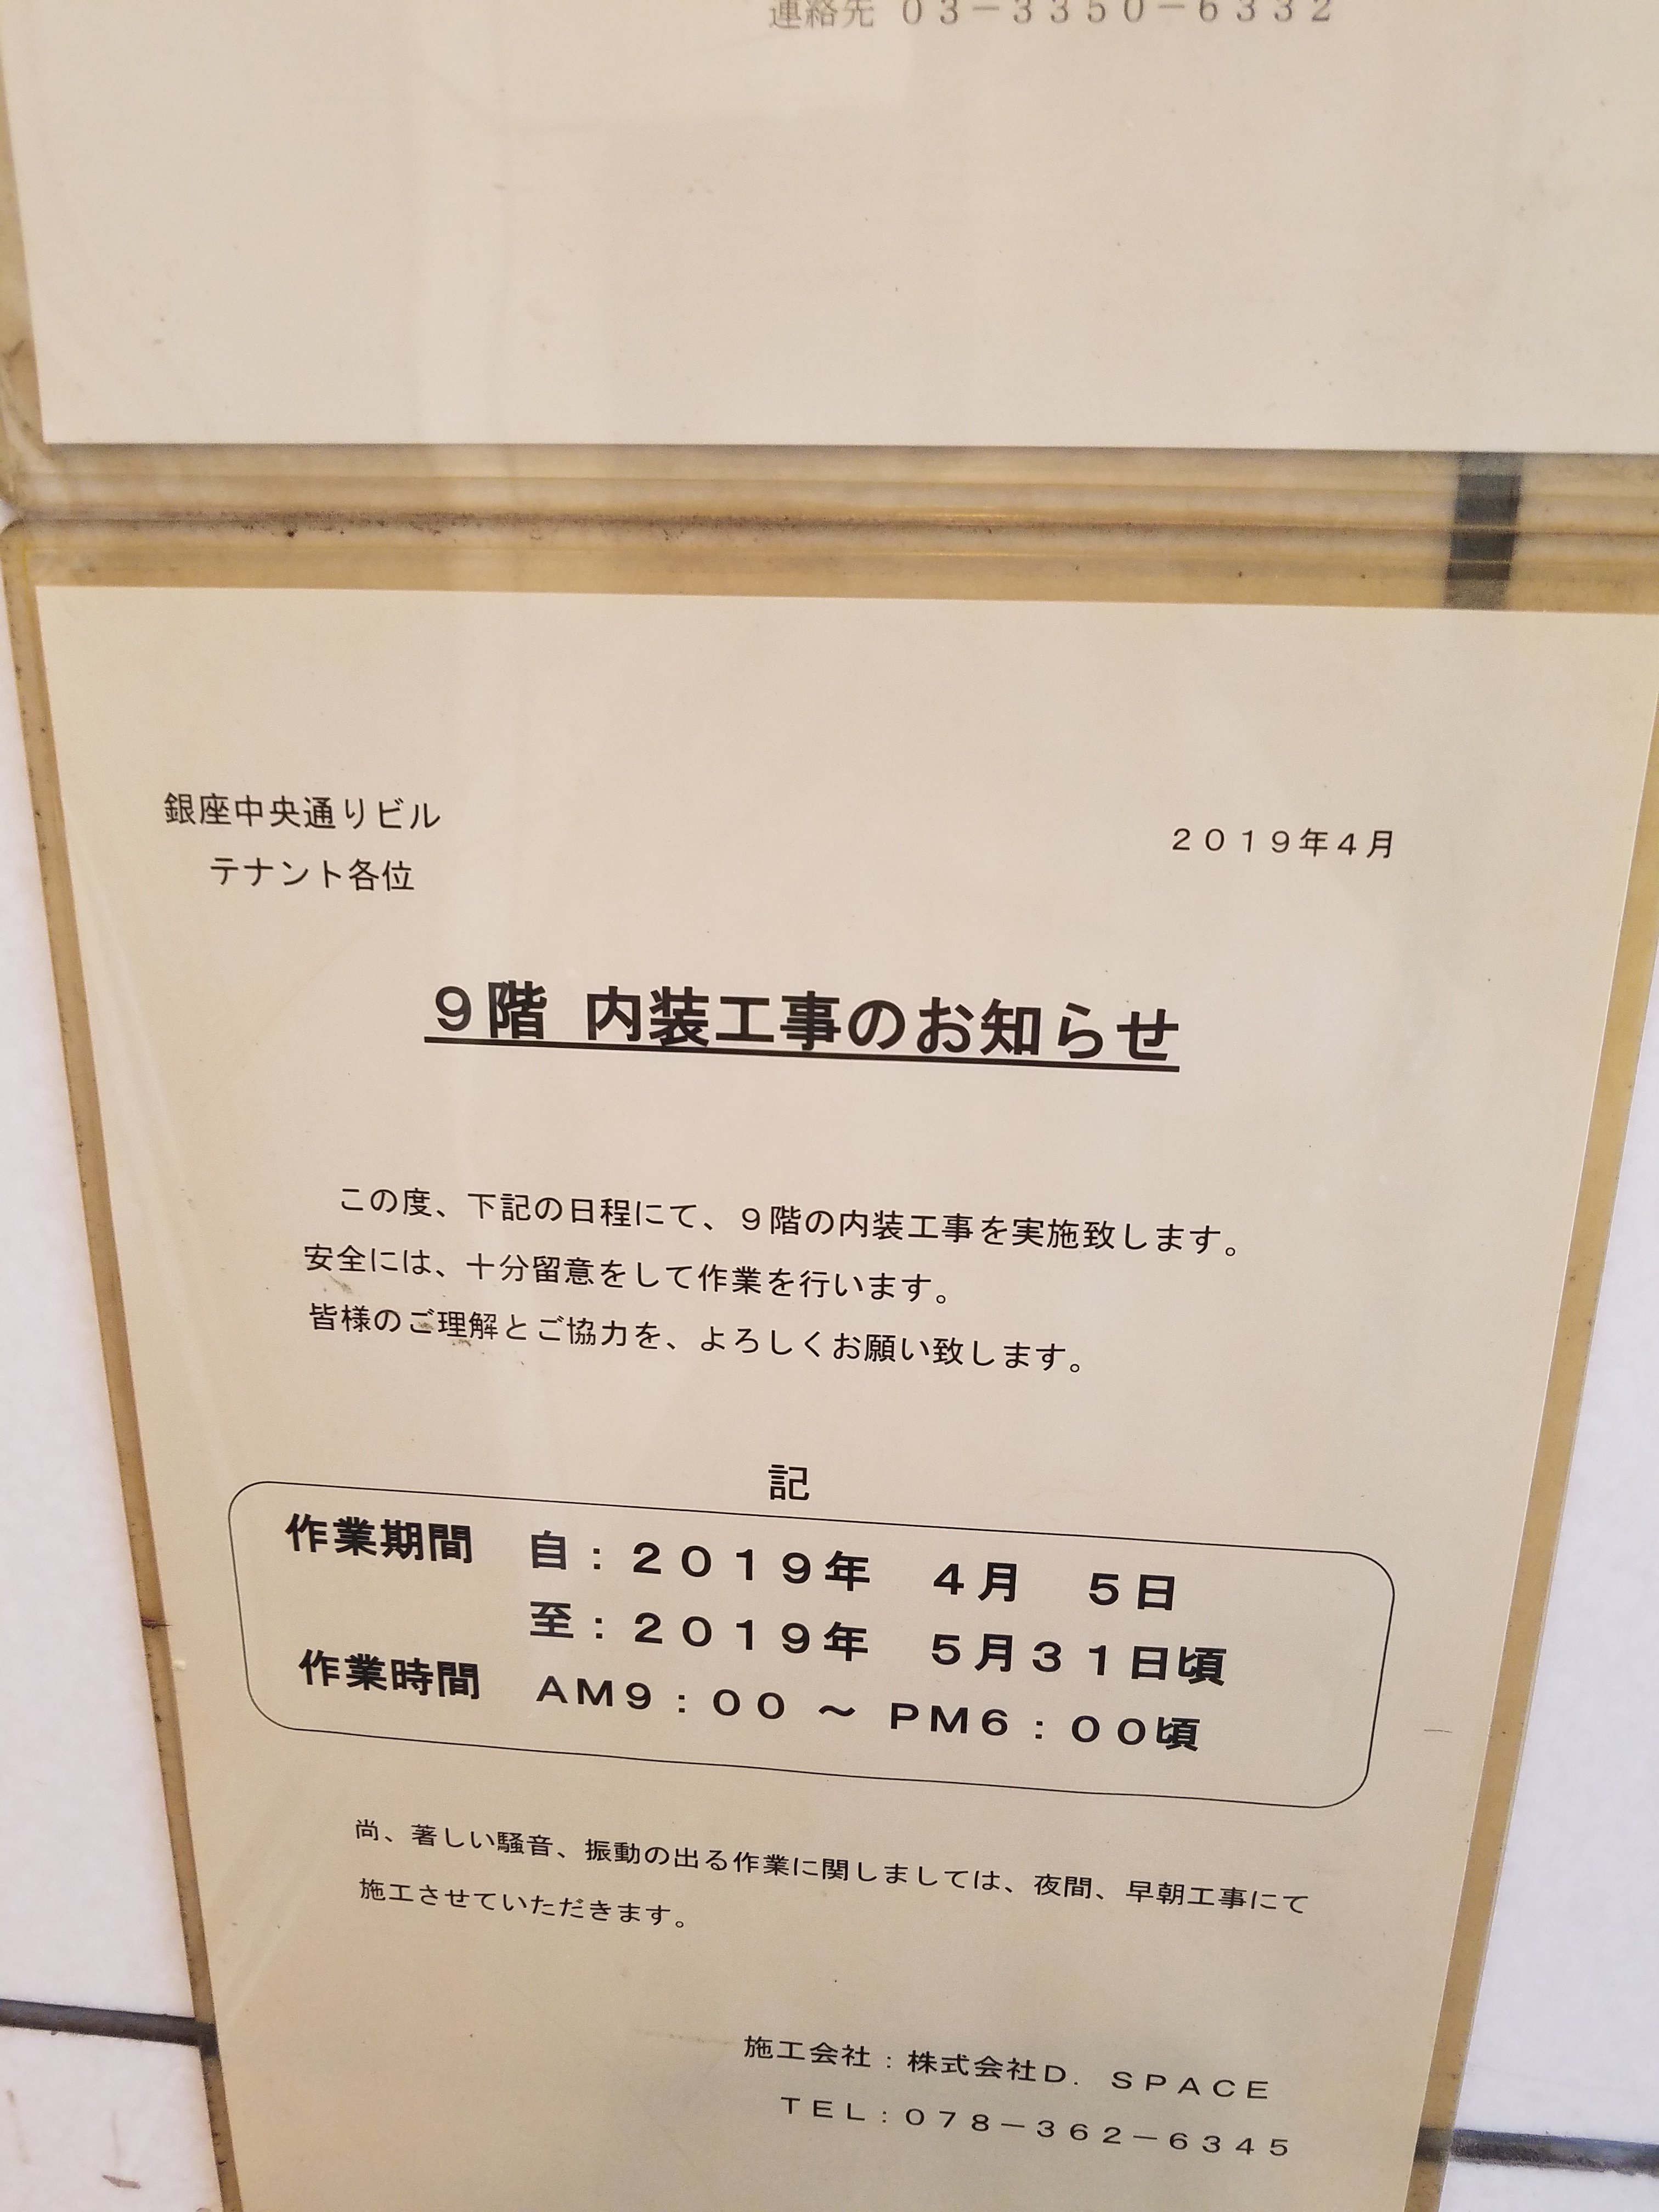 連絡先 ０３－３３５０－６３３２
銀座中央通りビル
２０１９年４月
テナント各位
９階 内装工事のお知らせ
この度、下記の日程にて、９階の内装工事を実施致します。
安全には、十分留意をして作業を行います。
皆様のご理解とご協力を、よろしくお願い致します。
記
作業期間　自：２０１９年　４月　５日
至：２０１９年　５月３１日頃
作業時間　ＡＭ９：００ ～ ＰＭ６：００頃
尚、著しい騒音、振動の出る作業に関しましては、夜間、早朝工事にて
施工させていただきます。
施工会社：株式会社Ｄ．ＳＰＡＣＥ
ＴＥＬ：０７８－３６２－６３４５